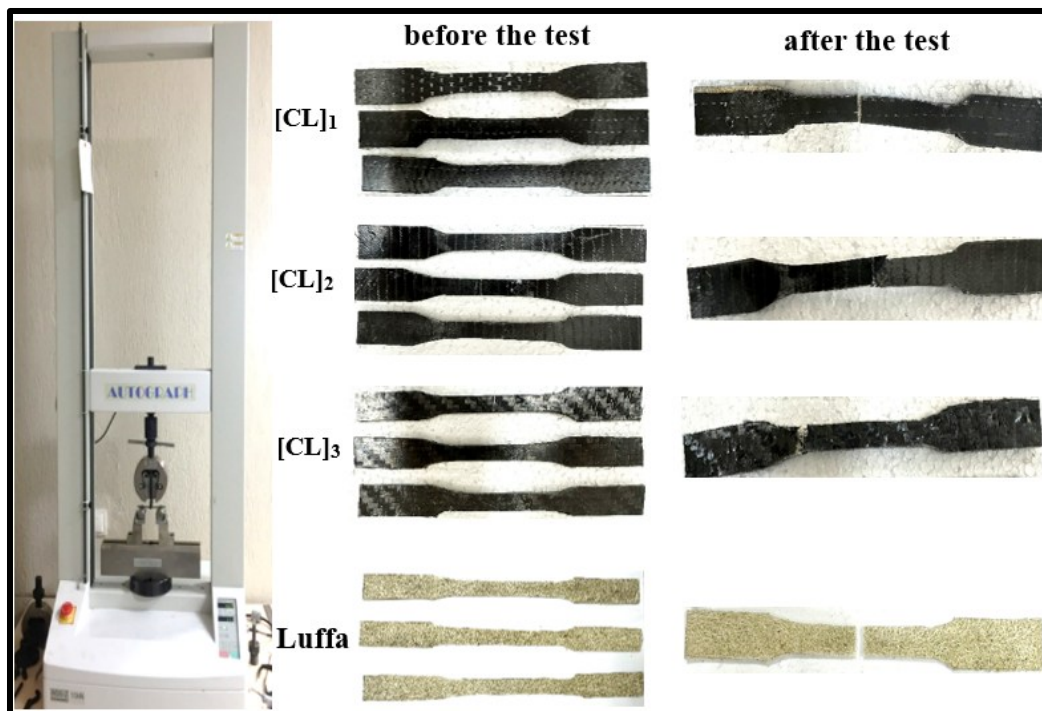 before the test
after the test
[CL]₁
[CL]₂
[CL]₃
Luffa
AUTOGRAPH